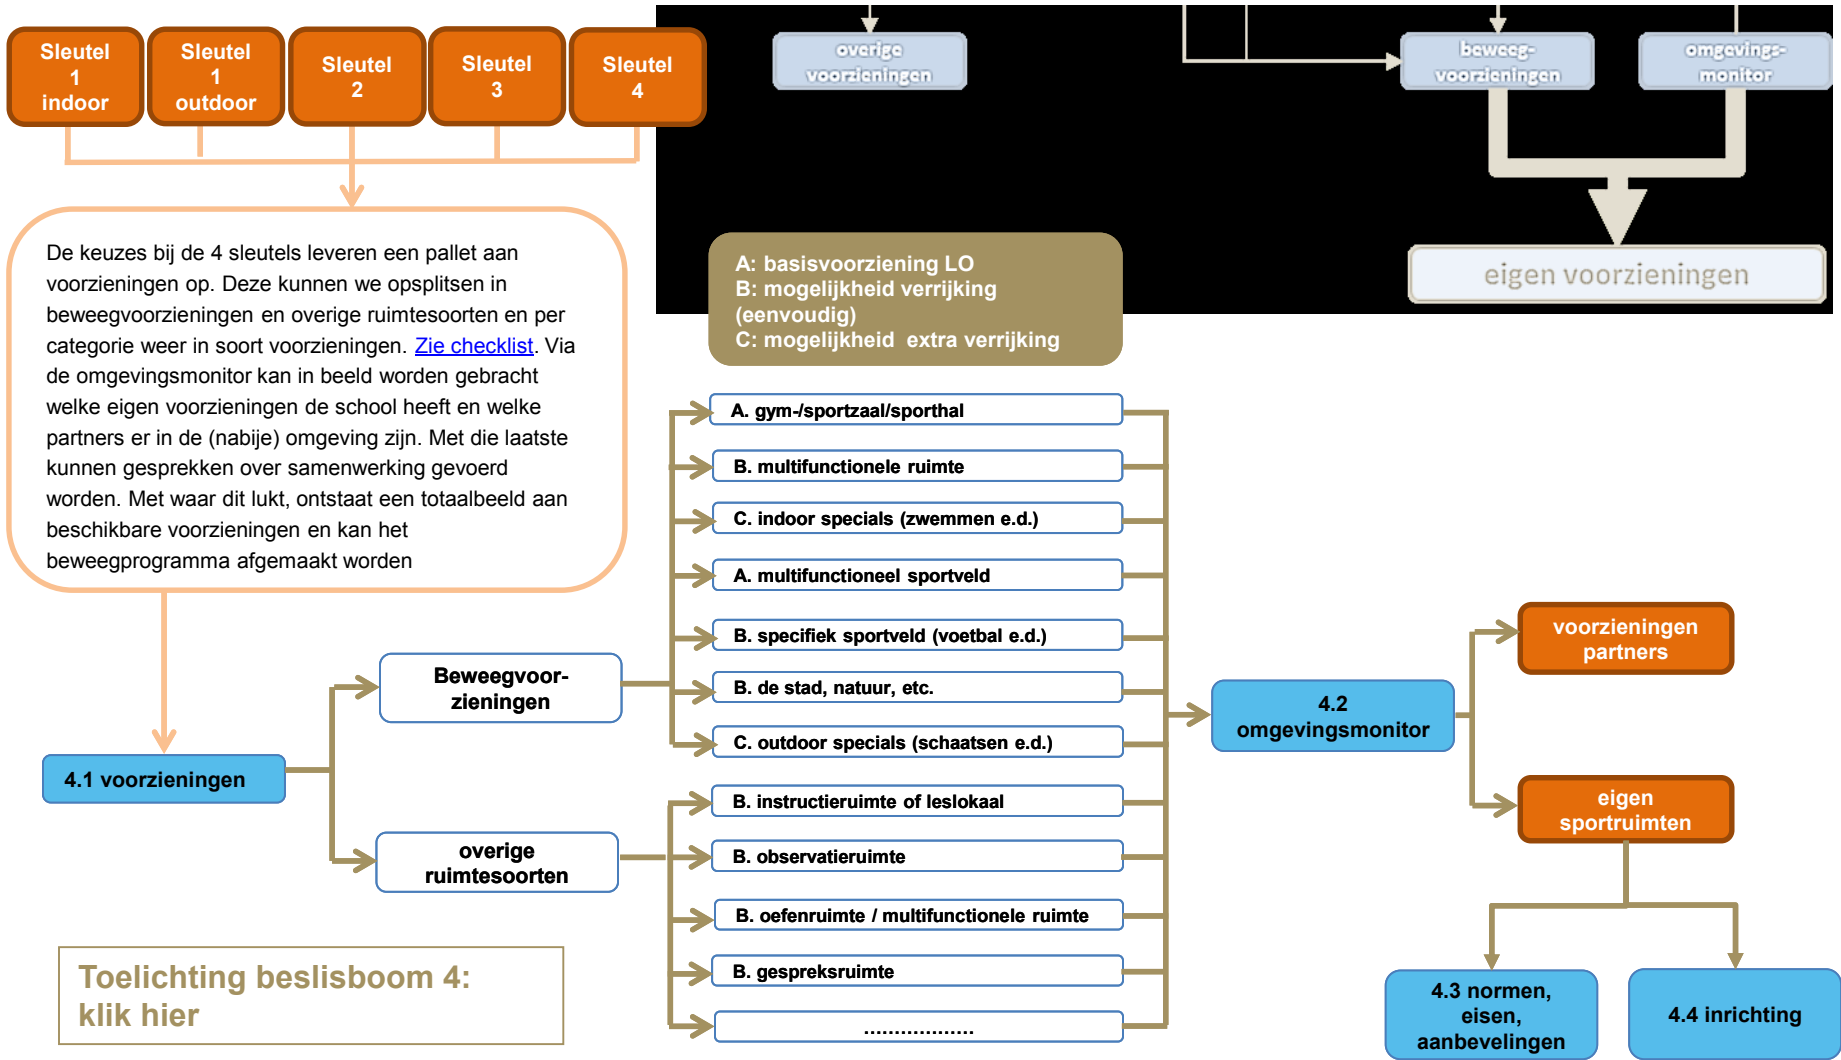 Sleutel
1
indoor
Sleutel
1
outdoor
Sleutel
2
Sleutel
3
Sleutel
4
overige
voorzieningen
beweeg-
voorzieningen
omgevings-
monitor
eigen voorzieningen
De keuzes bij de 4 sleutels leveren een pallet aan
voorzieningen op. Deze kunnen we opsplitsen in
beweegvoorzieningen en overige ruimtesoorten en per
categorie weer in soort voorzieningen. Zie checklist. Via
de omgevingsmonitor kan in beeld worden gebracht
welke eigen voorzieningen de school heeft en welke
partners er in de (nabije) omgeving zijn. Met die laatste
kunnen gesprekken over samenwerking gevoerd
worden. Met waar dit lukt, ontstaat een totaalbeeld aan
beschikbare voorzieningen en kan het
beweegprogramma afgemaakt worden
A: basisvoorziening LO
B: mogelijkheid verrijking
(eenvoudig)
C: mogelijkheid extra verrijking
A. gym-/sportzaal/sporthal
B. multifunctionele ruimte
C. indoor specials (zwemmen e.d.)
A. multifunctioneel sportveld
B. specifiek sportveld (voetbal e.d.)
B. de stad, natuur, etc.
C. outdoor specials (schaatsen e.d.)
B. instructieruimte of leslokaal
B. observatieruimte
B. oefenruimte / multifunctionele ruimte
B. gespreksruimte
..................
Beweegvoor-
zieningen
4.1 voorzieningen
overige
ruimtesoorten
4.2
omgevingsmonitor
voorzieningen
partners
eigen
sportruimten
4.3 normen,
eisen,
aanbevelingen
4.4 inrichting
Toelichting beslisboom 4:
klik hier